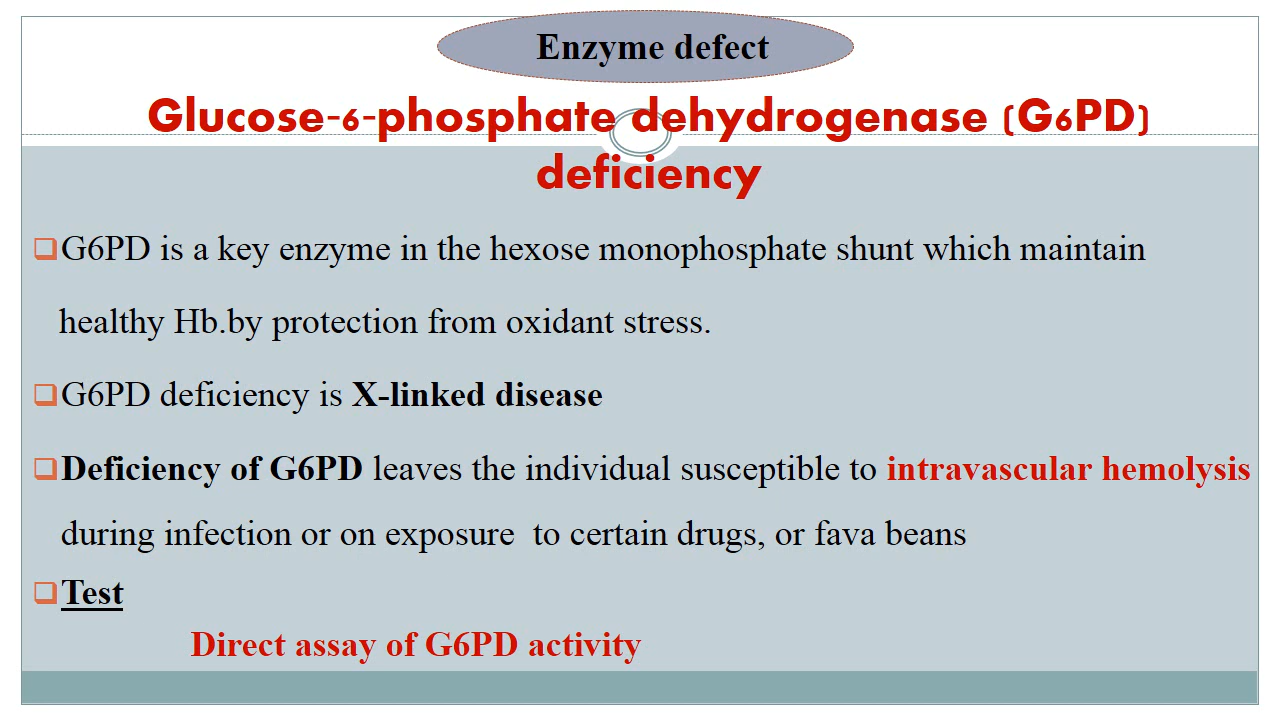 Enzyme defect
Glucose-6-phosphate dehydrogenase (G6PD)
deficiency
G6PD is a key enzyme in the hexose monophosphate shunt which maintain
healthy Hb.by protection from oxidant stress.
G6PD deficiency is X-linked disease
Deficiency of G6PD leaves the individual susceptible to intravascular hemolysis
during infection or on exposure  to certain drugs, or fava beans
Test
Direct assay of G6PD activity